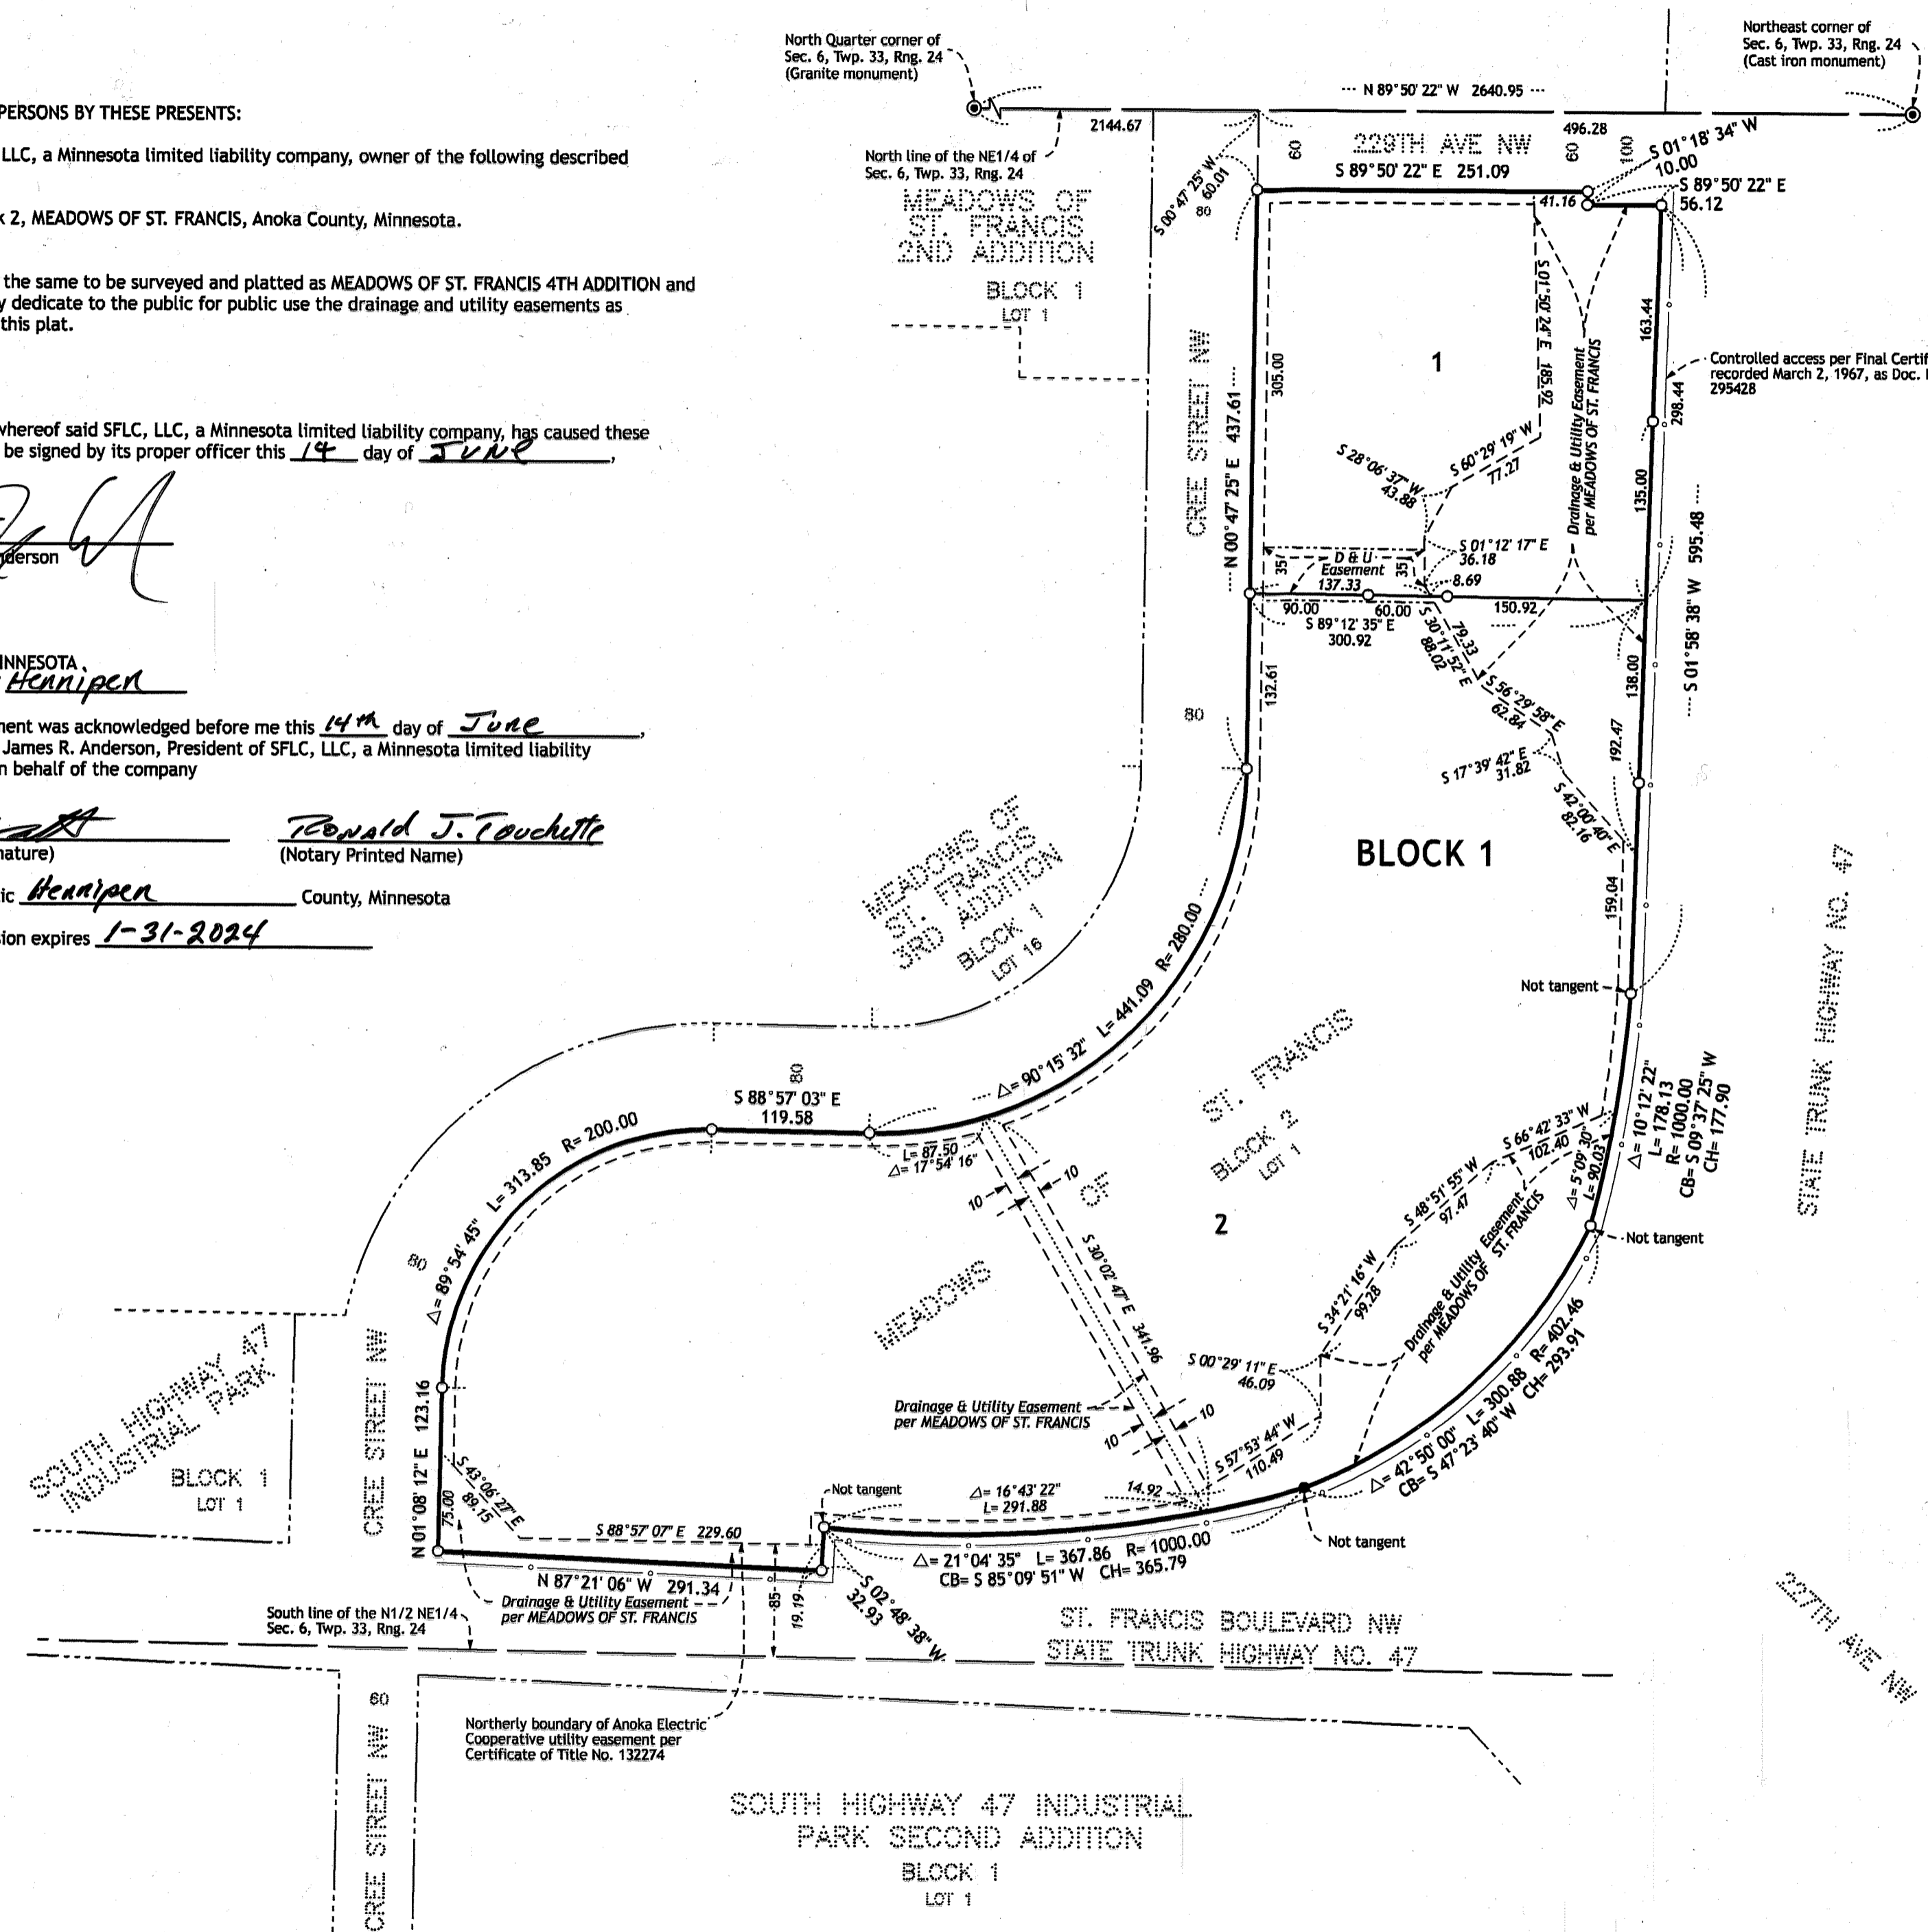 PERSONS BY THESE PRESENTS:
LLC, a Minnesota limited liability company, owner of the following described
2, MEADOWS OF ST. FRANCIS, Anoka County, Minnesota.
the same to be surveyed and platted as MEADOWS OF ST. FRANCIS 4TH ADDITION and
dedicate to the public for public use the drainage and utility easements as
this plat.
whereof said SFLC, LLC, a Minnesota limited liability company, has caused these
be signed by its proper officer this 14 day of JUNE,
nderson
INNESOTA
Hennipen
ment was acknowledged before me this 14th day of June,
James R. Anderson, President of SFLC, LLC, a Minnesota limited liability
n behalf of the company
nature)
Ronald J. Touchette
(Notary Printed Name)
ic Hennipen County, Minnesota
ion expires 1-31-2024
North Quarter corner of
Sec. 6, Twp. 33, Rng. 24
(Granite monument)
Northeast corner of
Sec. 6, Twp. 33, Rng. 24
(Cast iron monument)
--- N 89°50'22" W 2640.95 ---
2144.67
496.28
North line of the NE1/4 of
Sec. 6, Twp. 33, Rng. 24
60
229TH AVE NW
60
100
S 01°18'34" W
10.00
S 89°50'22" E 251.09
S 89°50'22" E
56.12
41.16
S 00°47'25" W
60.01
80
MEADOWS OF
ST. FRANCIS
2ND ADDITION
BLOCK 1
LOT 1
CREE STREET NW
---- N 00°47'25" E 437.61 ----
305.00
1
S 01°50'24" E 185.92
Drainage & Utility Easement
per MEADOWS OF ST. FRANCIS
163.44
298.44
Controlled access per Final Certif
recorded March 2, 1967, as Doc.
295428
S 28°06'37" W
43.88
S 60°29'19" W
77.27
135.00
---- S 01°58'38" W 595.48 ----
S 01°12'17" E
36.18
35
D & U
Easement
137.33
35
8.69
90.00
60.00
150.92
S 89°12'35" E
300.92
79.33
S 30°11'52" E
88.02
132.61
80
138.00
192.47
S 56°29'58" E
62.84
S 17°39'42" E
31.82
S 42°00'40" E
82.16
BLOCK 1
159.04
Not tangent
STATE TRUNK HIGHWAY NO. 47
MEADOWS OF
ST. FRANCIS
3RD ADDITION
BLOCK 1
LOT 16
--- Δ= 90°15'32" L= 441.09 R= 280.00 ----
80
S 88°57'03" E
119.58
L= 87.50
Δ= 17°54'16"
Δ= 89°54'45" L= 313.85 R= 200.00
80
10
10
ST. FRANCIS
BLOCK 2
LOT 1
OF
MEADOWS
2
S 66°42'33" W
102.40
Δ= 5°09'30"
L= 90.03
Δ= 10°12'22"
L= 178.13
R= 1000.00
CB= S 09°37'25" W
CH= 177.90
S 48°51'55" W
97.47
Not tangent
S 34°21'16" W
99.28
Drainage & Utility Easement
per MEADOWS OF ST. FRANCIS
S 30°02'47" E 341.96
S 00°29'11" E
46.09
Drainage & Utility Easement
per MEADOWS OF ST. FRANCIS
10
10
S 57°53'44" W
110.49
Δ= 42°50'00" L= 300.88 R= 402.46
CB= S 47°23'40" W CH= 293.91
SOUTH HIGHWAY 47
INDUSTRIAL PARK
BLOCK 1
LOT 1
CREE STREET NW
N 01°08'12" E 123.16
75.00
S 43°06'27" E
89.15
S 88°57'07" E 229.60
Not tangent
Δ= 16°43'22"
L= 291.88
14.92
Δ= 21°04'35" L= 367.86 R= 1000.00
CB= S 85°09'51" W CH= 365.79
Not tangent
N 87°21'06" W 291.34
Drainage & Utility Easement
per MEADOWS OF ST. FRANCIS
85
19.19
S 02°48'38" W
32.93
South line of the N1/2 NE1/4
Sec. 6, Twp. 33, Rng. 24
ST. FRANCIS BOULEVARD NW
STATE TRUNK HIGHWAY NO. 47
227TH AVE NW
60
CREE STREET NW
Northerly boundary of Anoka Electric
Cooperative utility easement per
Certificate of Title No. 132274
SOUTH HIGHWAY 47 INDUSTRIAL
PARK SECOND ADDITION
BLOCK 1
LOT 1